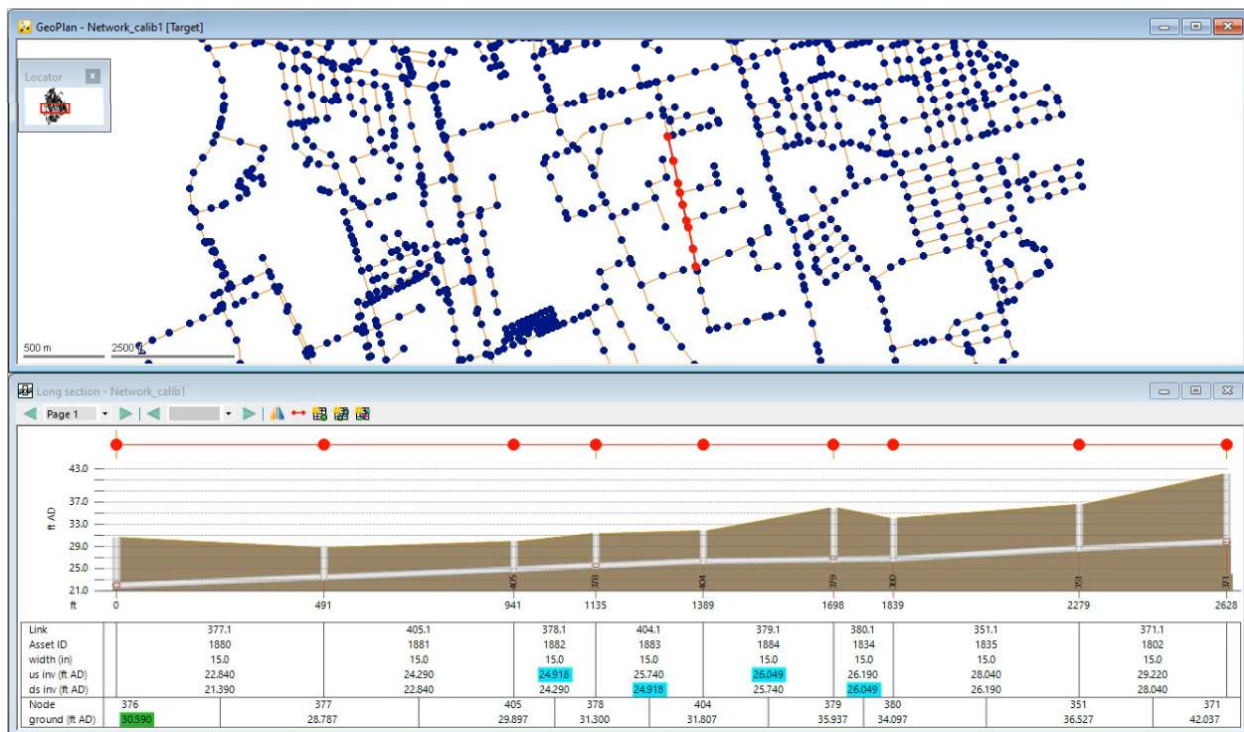 GeoPlan - Network_calib1 [Target]
Locator
x
500 m
2500
Long section - Network_calib1
Page 1
43.0
37.0
33.0
29.0
25.0
21.0
ft AD
405 378 404 379 380 351 371
ft 0 491 941 1135 1389 1698 1839 2279 2628
Link 377.1 405.1 378.1 404.1 379.1 380.1 351.1 371.1
Asset ID 1880 1881 1882 1883 1884 1834 1835 1802
width (in) 15.0 15.0 15.0 15.0 15.0 15.0 15.0 15.0
us inv (ft AD) 22.840 24.290 24.918 25.740 26.049 26.190 28.040 29.220
ds inv (ft AD) 21.390 22.840 24.290 24.918 25.740 26.049 26.190 28.040
Node 376 377 405 378 404 379 380 351 371
ground (ft AD) 30.590 28.787 29.897 31.300 31.807 35.937 34.097 36.527 42.037